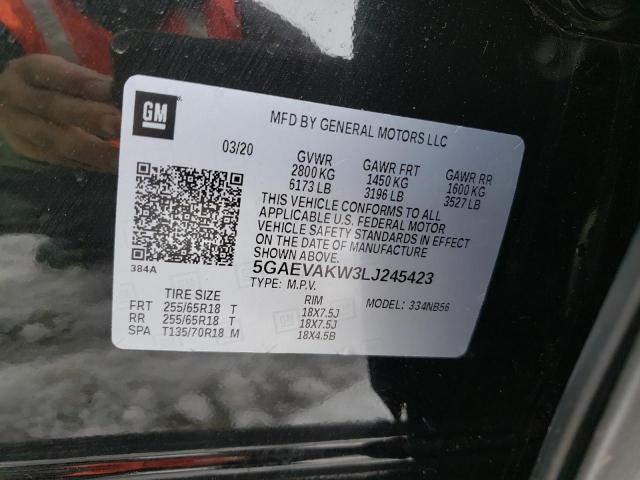 GM
MFD BY GENERAL MOTORS LLC
03/20 GVWR GAWR FRT GAWR RR
2800 KG 1450 KG 1600 KG
6173 LB 3196 LB 3527 LB
THIS VEHICLE CONFORMS TO ALL
APPLICABLE U.S. FEDERAL MOTOR
VEHICLE SAFETY STANDARDS IN EFFECT
ON THE DATE OF MANUFACTURE
SHOWN ABOVE.
384A
5GAEVAKW3LJ245423
TYPE: M.P.V. MODEL: 334NB56
TIRE SIZE RIM
FRT 255/65R18 T 18X7.5J
RR 255/65R18 T 18X7.5J
SPA T135/70R18 M 18X4.5B